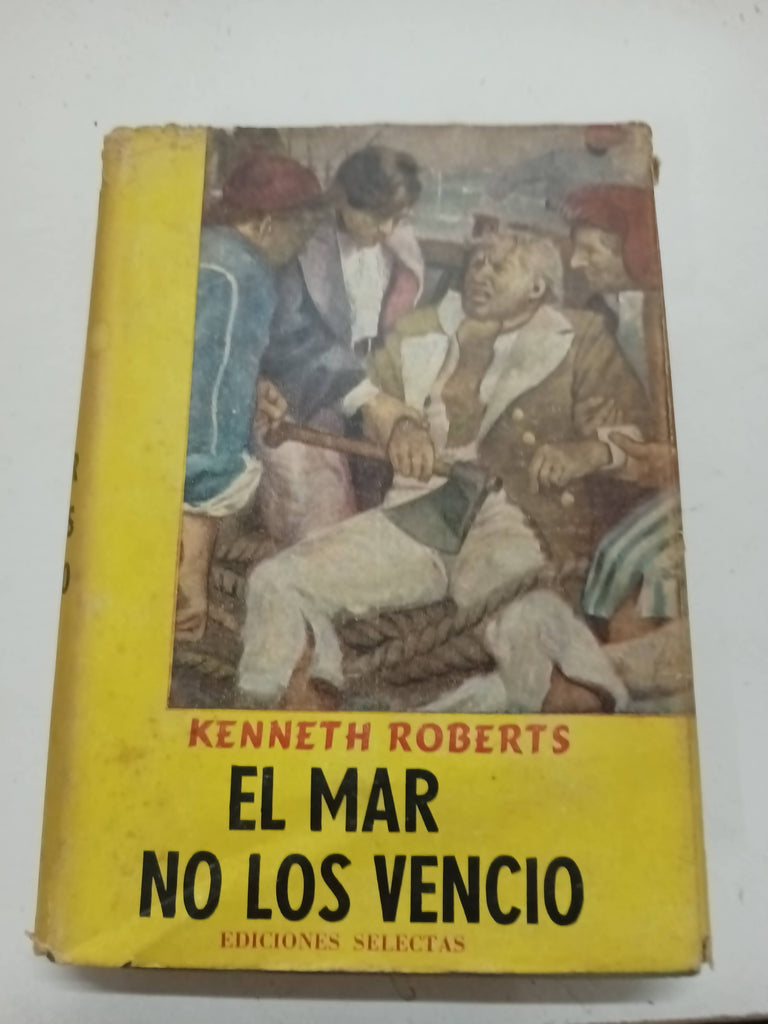 KENNETH ROBERTS
EL MAR
NO LOS VENCIO
EDICIONES SELECTAS